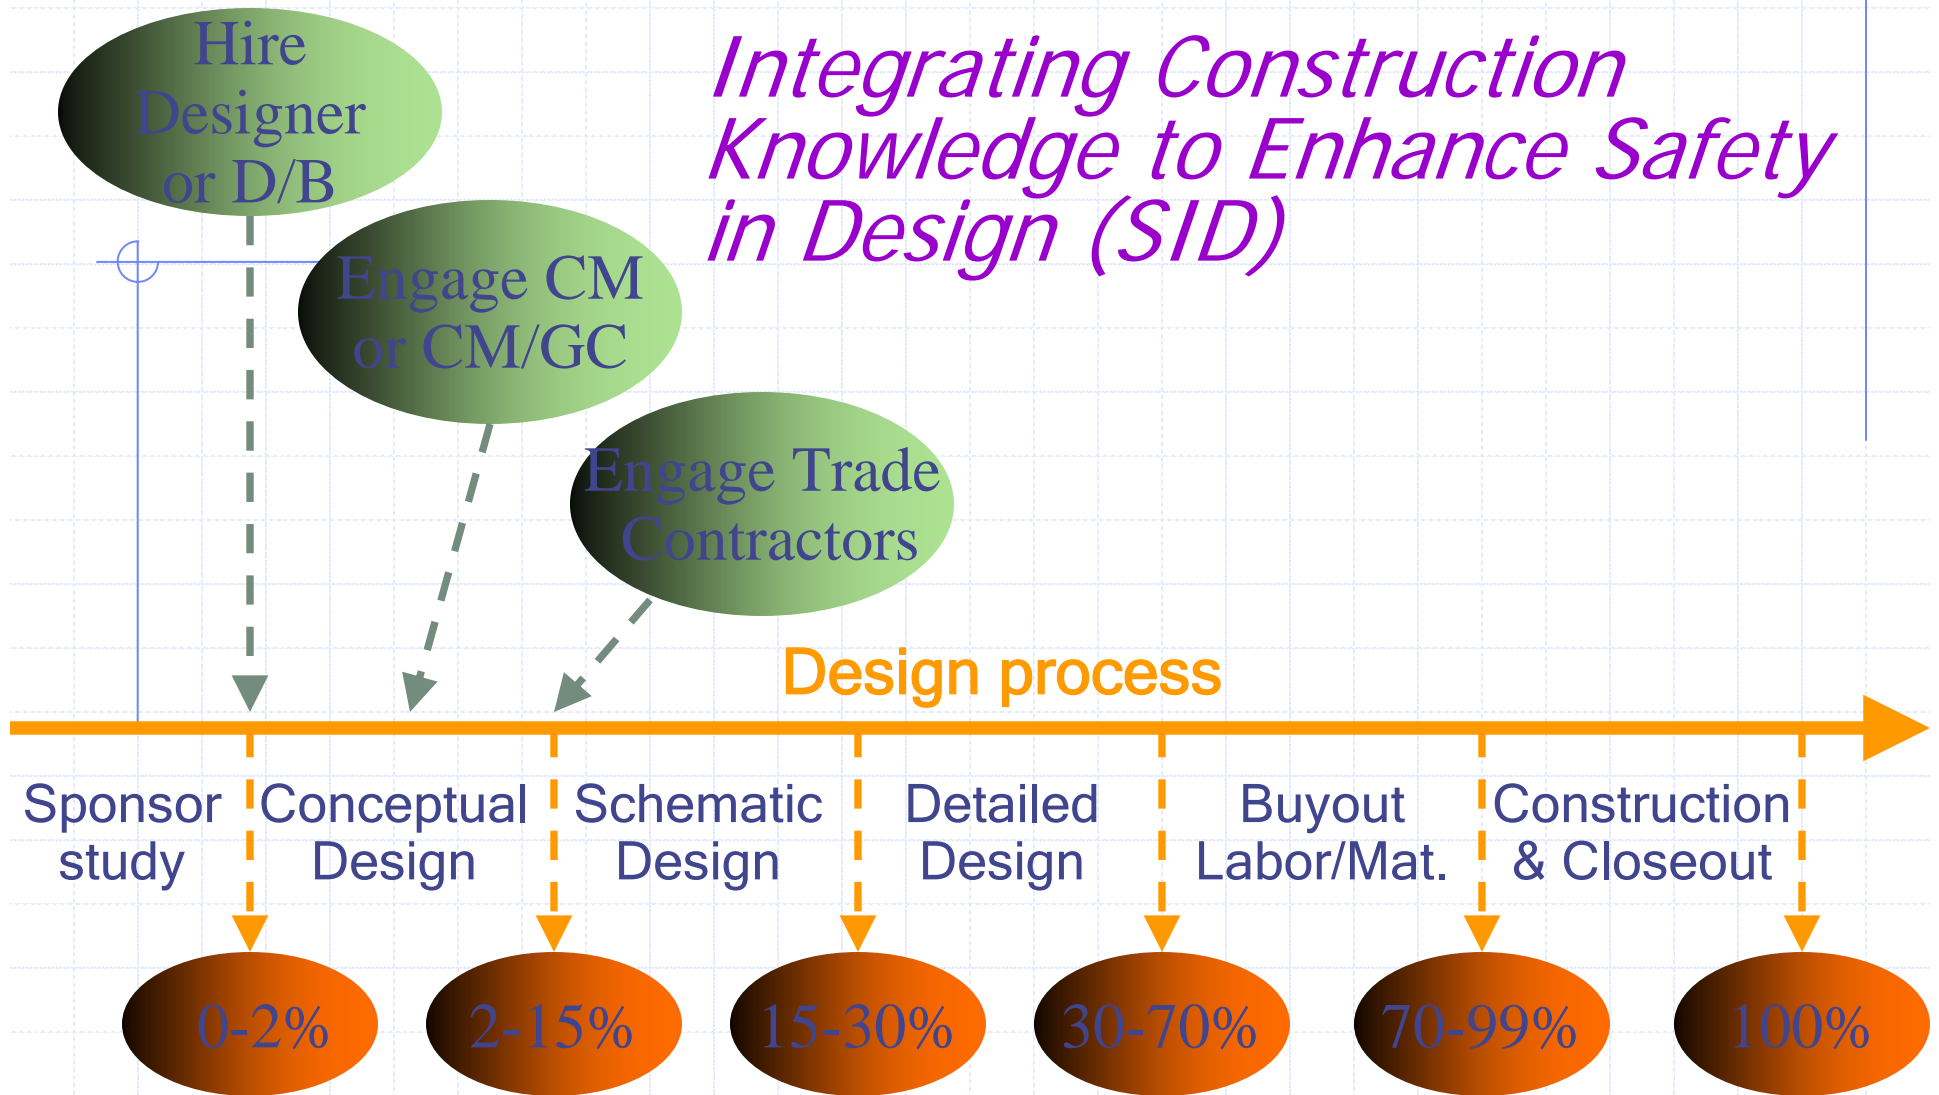 Hire
Designer
or D/B
Integrating Construction
Knowledge to Enhance Safety
in Design (SID)
Engage CM
or CM/GC
Engage Trade
Contractors
Design process
Sponsor
study
Conceptual
Design
Schematic
Design
Detailed
Design
Buyout
Labor/Mat.
Construction
& Closeout
0-2%
2-15%
15-30%
30-70%
70-99%
100%